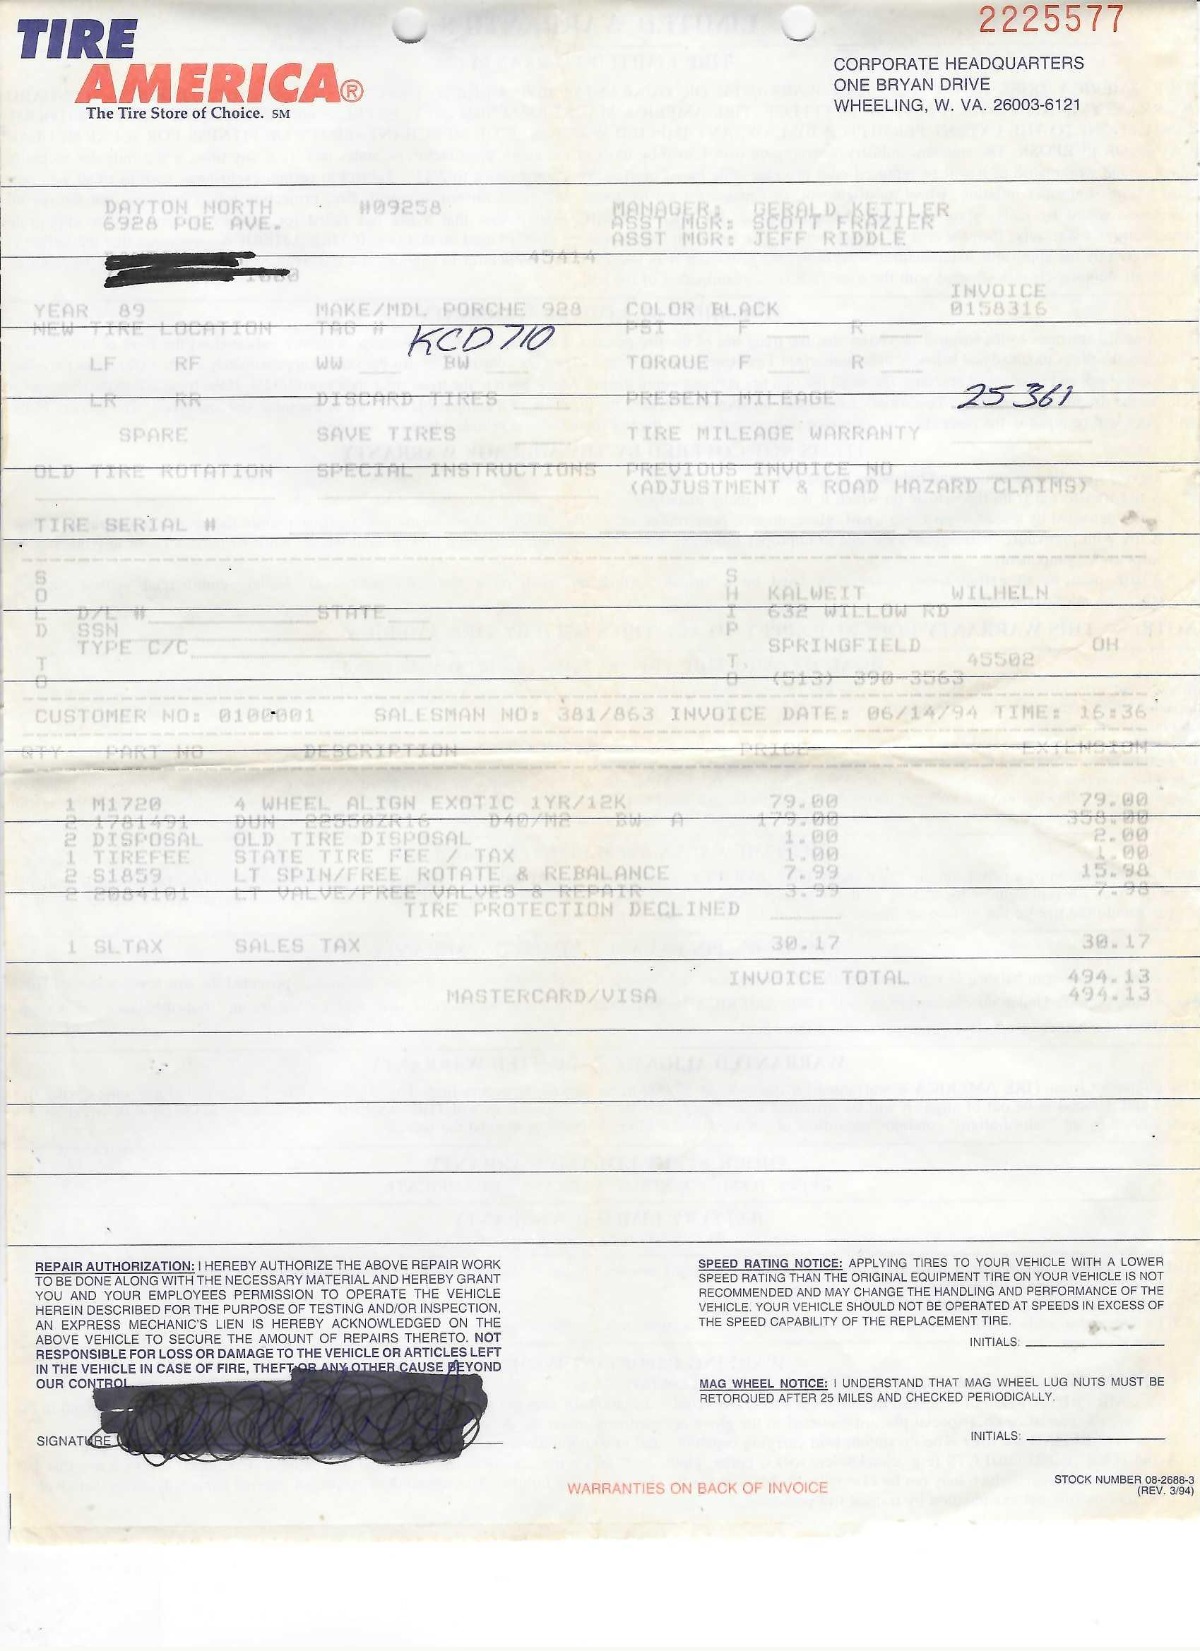 2225577
TIRE
AMERICA®
The Tire Store of Choice. SM
CORPORATE HEADQUARTERS
ONE BRYAN DRIVE
WHEELING, W. VA. 26003-6121
DAYTON NORTH #09258 MANAGER: GERALD KETTLER
6928 POE AVE. ASST MGR: SCOTT FRAZIER
ASST MGR: JEFF RIDDLE
45414
INVOICE
YEAR 89 MAKE/MDL PORCHE 928 COLOR BLACK 0158316
NEW TIRE LOCATION TAG # KCD710 PSI F ___ R ___
LF RF WW ___ BW ___ TORQUE F ___ R ___
LR RR DISCARD TIRES ____ PRESENT MILEAGE 25361
SPARE SAVE TIRES ____ TIRE MILEAGE WARRANTY ________
OLD TIRE ROTATION SPECIAL INSTRUCTIONS PREVIOUS INVOICE NO
(ADJUSTMENT & ROAD HAZARD CLAIMS)
TIRE SERIAL #
SOLD TO SHIP TO
KALWEIT WILHELN
D/L # STATE 632 WILLOW RD
SSN
TYPE C/C SPRINGFIELD OH
45502
(513) 390-3563
CUSTOMER NO: 0100001 SALESMAN NO: 381/863 INVOICE DATE: 06/14/94 TIME: 16:36
QTY PART NO DESCRIPTION PRICE EXTENSION
1 M1720 4 WHEEL ALIGN EXOTIC 1YR/12K 79.00 79.00
2 1781491 DUN 22550ZR16 D40/M2 BW A 179.00 358.00
2 DISPOSAL OLD TIRE DISPOSAL 1.00 2.00
1 TIREFEE STATE TIRE FEE / TAX 1.00 1.00
2 S1859 LT SPIN/FREE ROTATE & REBALANCE 7.99 15.98
2 2084101 LT VALVE/FREE VALVES & REPAIR 3.99 7.98
TIRE PROTECTION DECLINED ______
1 SLTAX SALES TAX 30.17 30.17
INVOICE TOTAL 494.13
MASTERCARD/VISA 494.13
REPAIR AUTHORIZATION: I HEREBY AUTHORIZE THE ABOVE REPAIR WORK
TO BE DONE ALONG WITH THE NECESSARY MATERIAL AND HEREBY GRANT
YOU AND YOUR EMPLOYEES PERMISSION TO OPERATE THE VEHICLE
HEREIN DESCRIBED FOR THE PURPOSE OF TESTING AND/OR INSPECTION,
AN EXPRESS MECHANIC'S LIEN IS HEREBY ACKNOWLEDGED ON THE
ABOVE VEHICLE TO SECURE THE AMOUNT OF REPAIRS THERETO. NOT
RESPONSIBLE FOR LOSS OR DAMAGE TO THE VEHICLE OR ARTICLES LEFT
IN THE VEHICLE IN CASE OF FIRE, THEFT OR ANY OTHER CAUSE BEYOND
OUR CONTROL.
SIGNATURE
SPEED RATING NOTICE: APPLYING TIRES TO YOUR VEHICLE WITH A LOWER
SPEED RATING THAN THE ORIGINAL EQUIPMENT TIRE ON YOUR VEHICLE IS NOT
RECOMMENDED AND MAY CHANGE THE HANDLING AND PERFORMANCE OF THE
VEHICLE. YOUR VEHICLE SHOULD NOT BE OPERATED AT SPEEDS IN EXCESS OF
THE SPEED CAPABILITY OF THE REPLACEMENT TIRE.
INITIALS:
MAG WHEEL NOTICE: I UNDERSTAND THAT MAG WHEEL LUG NUTS MUST BE
RETORQUED AFTER 25 MILES AND CHECKED PERIODICALLY.
INITIALS:
WARRANTIES ON BACK OF INVOICE
STOCK NUMBER 08-2688-3
(REV. 3/94)